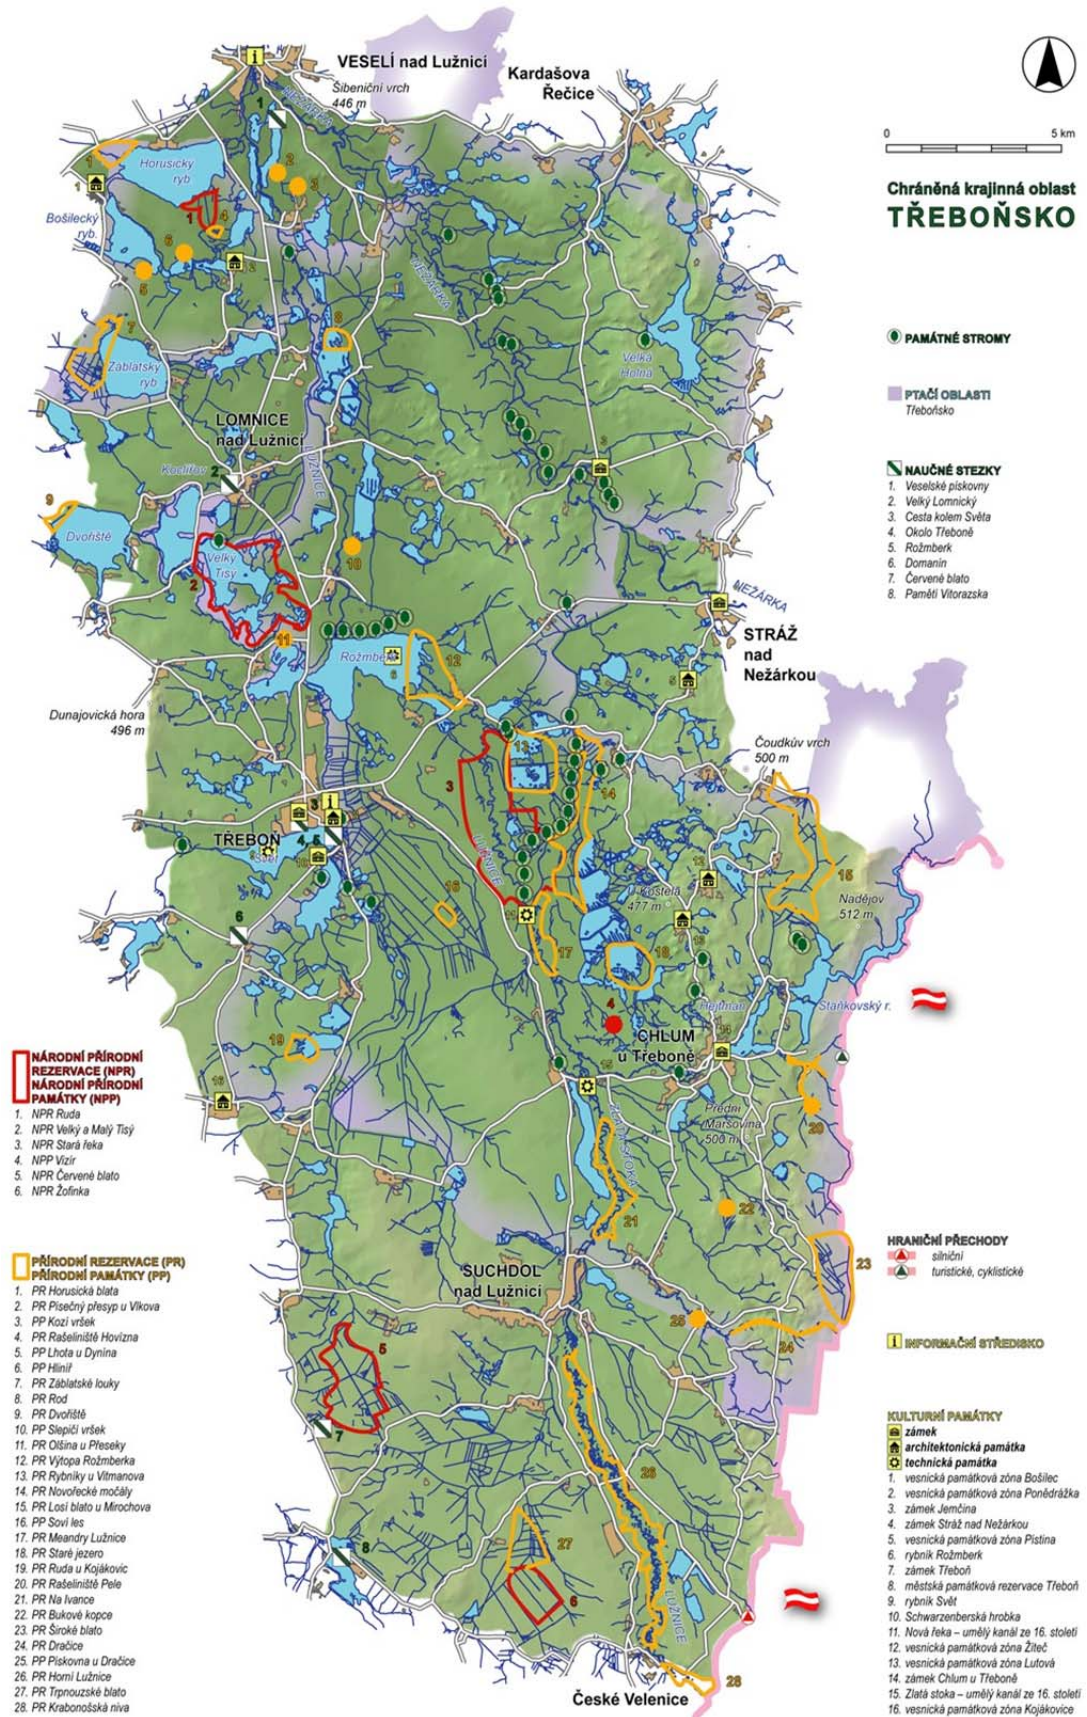 VESELÍ nad Lužnicí
Šibeniční vrch
446 m
Kardašova
Řečice
NEŽÁRKA
0
5 km
Chráněná krajinná oblast
TŘEBOŇSKO
Horusický
ryb.
Bošilecký
ryb.
NEŽÁRKA
PAMÁTNÉ STROMY
Velká
Holná
Záblatský
ryb.
PTAČÍ OBLASTI
Třeboňsko
LOMNICE
nad Lužnicí
LUŽNICE
Koclířov
NAUČNÉ STEZKY
1. Veselské pískovny
2. Velký Lomnický
3. Cesta kolem Světa
4. Okolo Třeboně
5. Rožmberk
6. Domanín
7. Červené blato
8. Paměti Vitorazska
Dvořiště
Velký
Tisý
NEŽÁRKA
STRÁŽ
nad
Nežárkou
Rožmberk
Dunajovická hora
496 m
Čoudkův vrch
500 m
LUŽNICE
TŘEBOŇ
Svět
U Kostela
477 m
Nadějov
512 m
Hejtman
Staňkovský r.
CHLUM
u Třeboně
Přední
Maršovina
500 m
ZLATÁ STOKA
NÁRODNÍ PŘÍRODNÍ
REZERVACE (NPR)
NÁRODNÍ PŘÍRODNÍ
PAMÁTKY (NPP)
1. NPR Ruda
2. NPR Velký a Malý Tisý
3. NPR Stará řeka
4. NPP Vizír
5. NPR Červené blato
6. NPR Žofinka
PŘÍRODNÍ REZERVACE (PR)
PŘÍRODNÍ PAMÁTKY (PP)
1. PR Horusická blata
2. PR Písečný přesyp u Vlkova
3. PP Kozí vršek
4. PR Rašeliniště Hovízna
5. PP Lhota u Dynína
6. PP Hliníř
7. PR Záblatské louky
8. PR Rod
9. PR Dvořiště
10. PP Slepičí vršek
11. PR Olšina u Přeseky
12. PR Výtopa Rožmberka
13. PR Rybníky u Vitmanova
14. PR Novořecké močály
15. PR Losí blato u Mirochova
16. PP Soví les
17. PR Meandry Lužnice
18. PR Staré jezero
19. PR Ruda u Kojákovic
20. PR Rašeliniště Pele
21. PR Na Ivance
22. PR Bukové kopce
23. PR Široké blato
24. PR Dračice
25. PP Pískovna u Dračice
26. PR Horní Lužnice
27. PR Trpnouzské blato
28. PR Krabonošská niva
SUCHDOL
nad Lužnicí
LUŽNICE
České Velenice
HRANIČNÍ PŘECHODY
silniční
turistické, cyklistické
i INFORMAČNÍ STŘEDISKO
KULTURNÍ PAMÁTKY
zámek
architektonická památka
technická památka
1. vesnická památková zóna Bošilec
2. vesnická památková zóna Ponědrážka
3. zámek Jemčina
4. zámek Stráž nad Nežárkou
5. vesnická památková zóna Pístina
6. rybník Rožmberk
7. zámek Třeboň
8. městská památková rezervace Třeboň
9. rybník Svět
10. Schwarzenberská hrobka
11. Nová řeka – umělý kanál ze 16. století
12. vesnická památková zóna Žíteč
13. vesnická památková zóna Lutová
14. zámek Chlum u Třeboně
15. Zlatá stoka – umělý kanál ze 16. století
16. vesnická památková zóna Kojákovice